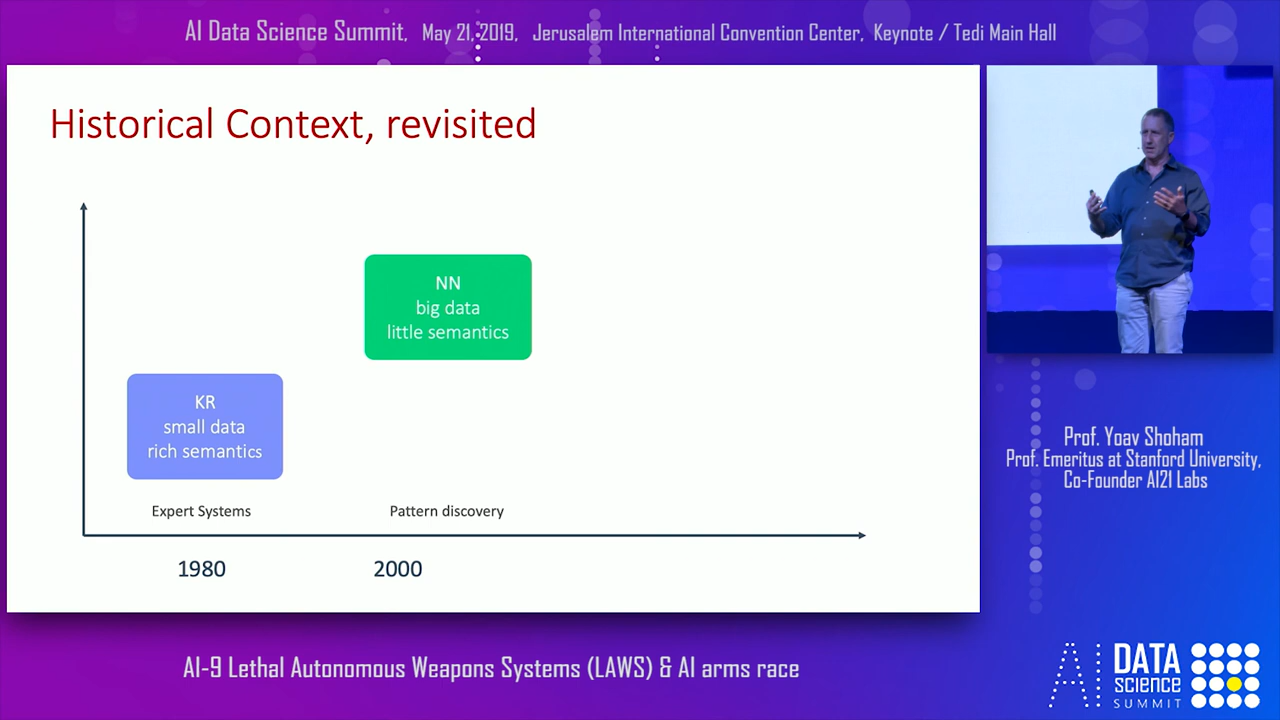 AI Data Science Summit, May 21, 2019, Jerusalem International Convention Center, Keynote / Tedi Main Hall
Historical Context, revisited
NN
big data
little semantics
KR
small data
rich semantics
Expert Systems
Pattern discovery
1980
2000
Prof. Yoav Shoham
Prof. Emeritus at Stanford University,
Co-Founder AI21 Labs
AI-9 Lethal Autonomous Weapons Systems (LAWS) & AI arms race
AI DATA
SCIENCE
SUMMIT